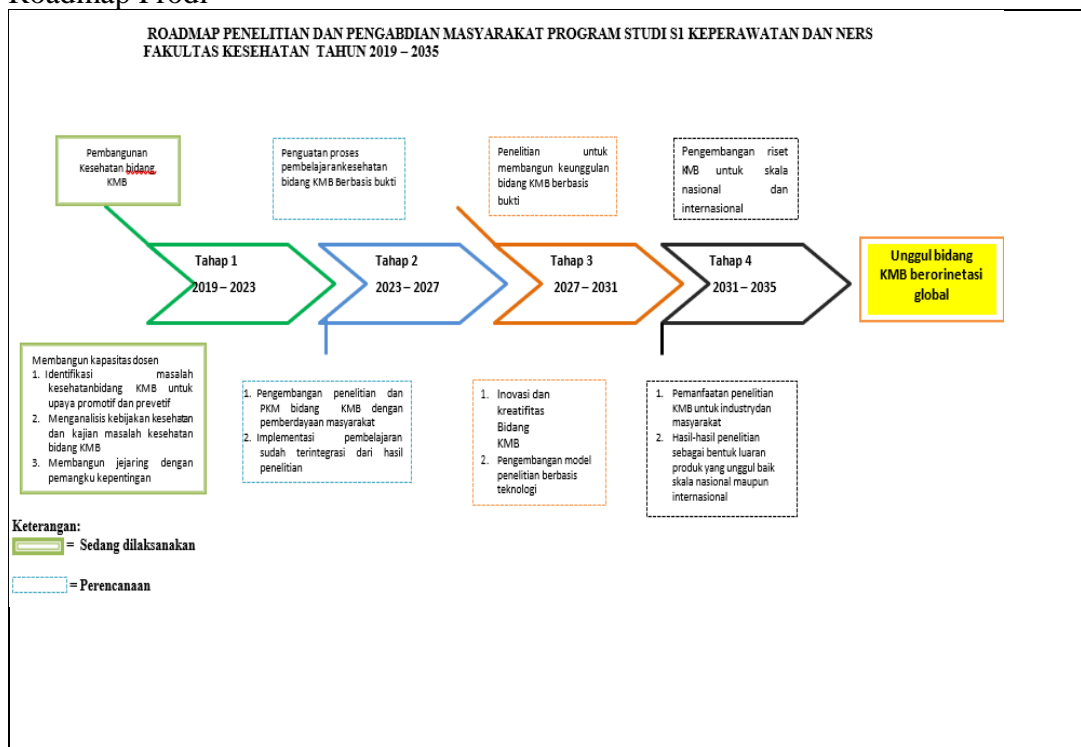 Roadmap Prodi
ROADMAP PENELITIAN DAN PENGABDIAN MASYARAKAT PROGRAM STUDI S1 KEPERAWATAN DAN NERS
FAKULTAS KESEHATAN TAHUN 2019 – 2035
Pembangunan
Kesehatan bidang
KMB
Penguatan proses
pembelajarankesehatan
bidang KMB Berbasis bukti
Penelitian untuk
membangun keunggulan
bidang KMB berbasis
bukti
Pengembangan riset
KMB untuk skala
nasional dan
internasional
Tahap 1
2019 – 2023
Tahap 2
2023 – 2027
Tahap 3
2027 – 2031
Tahap 4
2031 – 2035
Unggul bidang
KMB berorinetasi
global
Membangun kapasitas dosen
1. Identifikasi masalah
kesehatanbidang KMB untuk
upaya promotif dan prevetif
2. Menganalisis kebijakan kesehatan
dan kajian masalah kesehatan
bidang KMB
3. Membangun jejaring dengan
pemangku kepentingan
1. Pengembangan penelitian dan
PKM bidang KMB dengan
pemberdayaan masyarakat
2. Implementasi pembelajaran
sudah terintegrasi dari hasil
penelitian
1. Inovasi dan
kreatifitas
Bidang
KMB
2. Pengembangan model
penelitian berbasis
teknologi
1. Pemanfaatan penelitian
KMB untuk industrydan
masyarakat
2. Hasil-hasil penelitian
sebagai bentuk luaran
produk yang unggul baik
skala nasional maupun
internasional
Keterangan:
= Sedang dilaksanakan
= Perencanaan